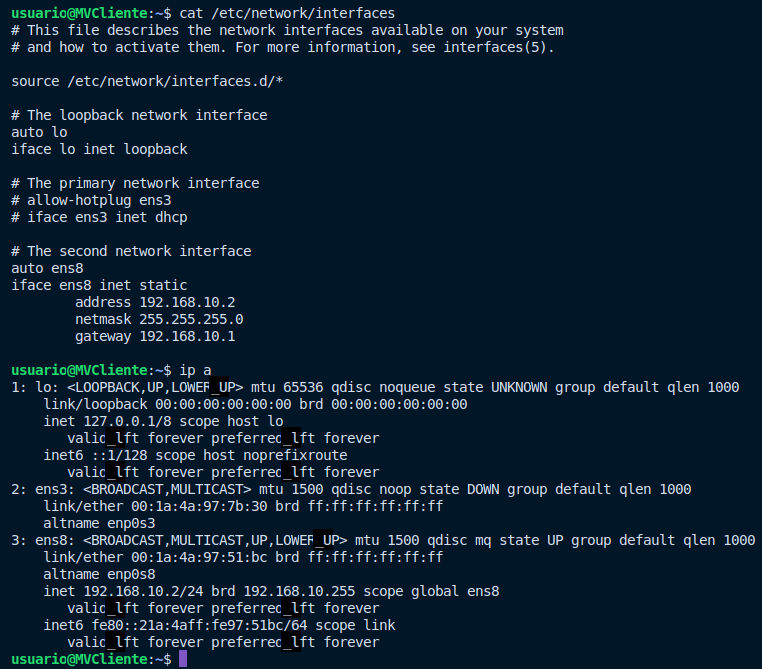 usuario@MVCliente:~$ cat /etc/network/interfaces
# This file describes the network interfaces available on your system
# and how to activate them. For more information, see interfaces(5).

source /etc/network/interfaces.d/*

# The loopback network interface
auto lo
iface lo inet loopback

# The primary network interface
# allow-hotplug ens3
# iface ens3 inet dhcp

# The second network interface
auto ens8
iface ens8 inet static
        address 192.168.10.2
        netmask 255.255.255.0
        gateway 192.168.10.1

usuario@MVCliente:~$ ip a
1: lo: <LOOPBACK,UP,LOWER_UP> mtu 65536 qdisc noqueue state UNKNOWN group default qlen 1000
    link/loopback 00:00:00:00:00:00 brd 00:00:00:00:00:00
    inet 127.0.0.1/8 scope host lo
       valid_lft forever preferred_lft forever
    inet6 ::1/128 scope host noprefixroute
       valid_lft forever preferred_lft forever
2: ens3: <BROADCAST,MULTICAST> mtu 1500 qdisc noop state DOWN group default qlen 1000
    link/ether 00:1a:4a:97:7b:30 brd ff:ff:ff:ff:ff:ff
    altname enp0s3
3: ens8: <BROADCAST,MULTICAST,UP,LOWER_UP> mtu 1500 qdisc mq state UP group default qlen 1000
    link/ether 00:1a:4a:97:51:bc brd ff:ff:ff:ff:ff:ff
    altname enp0s8
    inet 192.168.10.2/24 brd 192.168.10.255 scope global ens8
       valid_lft forever preferred_lft forever
    inet6 fe80::21a:4aff:fe97:51bc/64 scope link
       valid_lft forever preferred_lft forever
usuario@MVCliente:~$